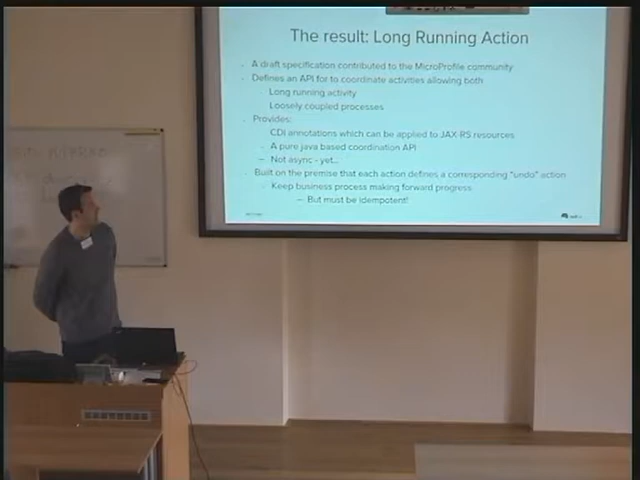 The result: Long Running Action
A draft specification contributed to the MicroProfile community
Defines an API for to coordinate activities allowing both
Long running activity
Loosely coupled processes
Provides:
CDI annotations which can be applied to JAX-RS resources
A pure java based coordination API
Not async - yet...
Built on the premise that each action defines a corresponding "undo" action
Keep business process making forward progress
But must be idempotent!